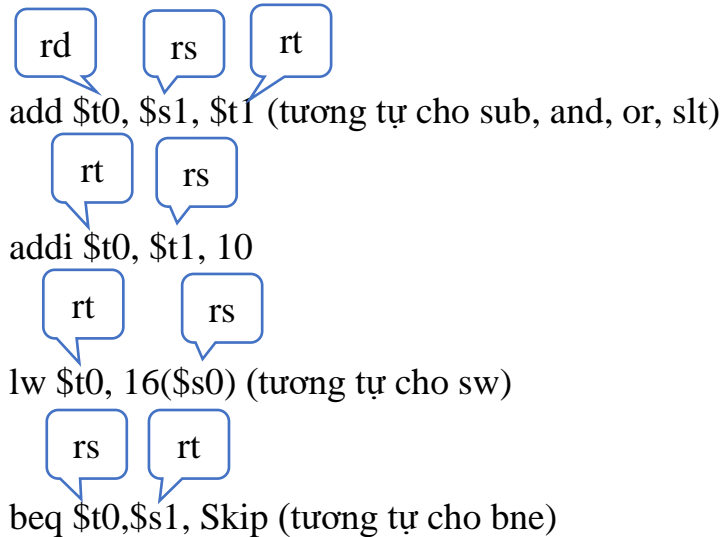 rd rs rt
add $t0, $s1, $t1 (tương tự cho sub, and, or, slt)
rt rs
addi $t0, $t1, 10
rt rs
lw $t0, 16($s0) (tương tự cho sw)
rs rt
beq $t0,$s1, Skip (tương tự cho bne)